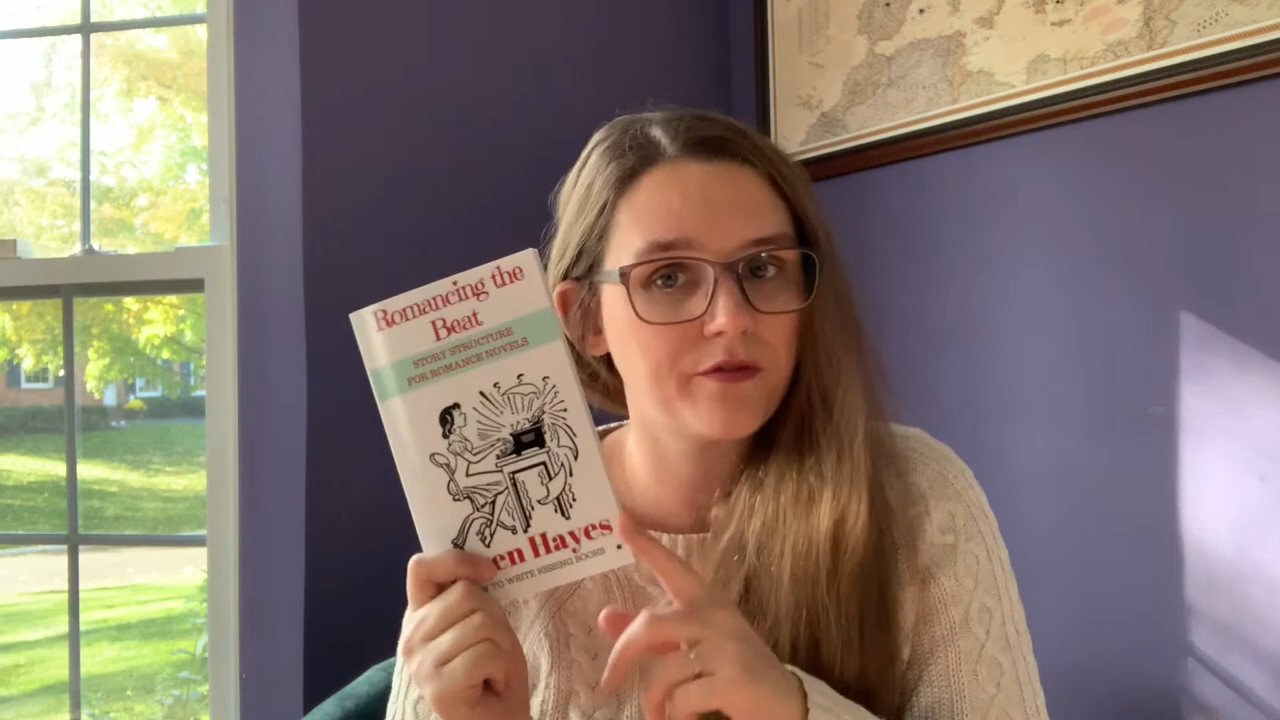 Romancing the
Beat
STORY STRUCTURE
FOR ROMANCE NOVELS
en Hayes
TO WRITE KISSING BOOKS